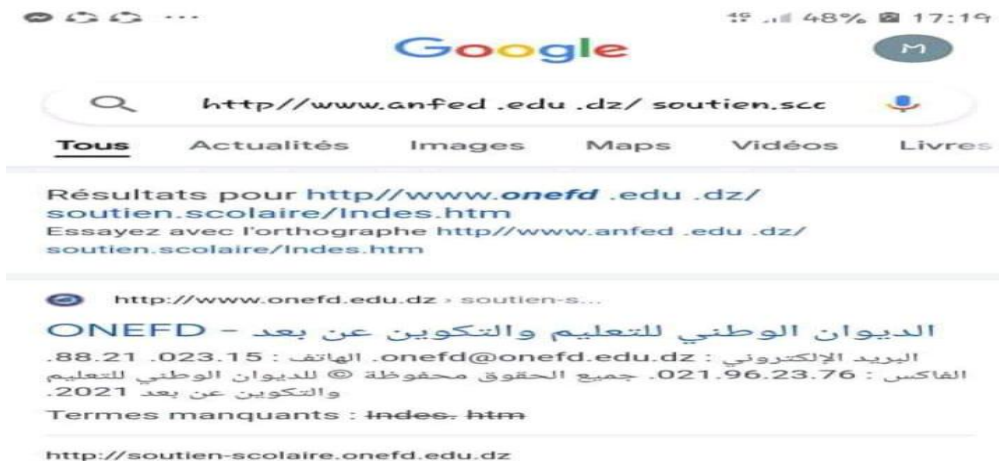 4G 48% 17:19
Google
M
http//www.anfed .edu .dz/ soutien.scc
Tous Actualités Images Maps Vidéos Livres
Résultats pour http//www.onefd .edu .dz/
soutien.scolaire/Indes.htm
Essayez avec l'orthographe http//www.anfed .edu .dz/
soutien.scolaire/Indes.htm
http://www.onefd.edu.dz › soutien-s...
الديوان الوطني للتعليم والتكوين عن بعد - ONEFD
البريد الإلكتروني : onefd@onefd.edu.dz. الهاتف : 023.15 .88.21.
الفاكس : 021.96.23.76. جميع الحقوق محفوظة © للديوان الوطني للتعليم
والتكوين عن بعد 2021.
Termes manquants : Indes. htm
http://soutien-scolaire.onefd.edu.dz